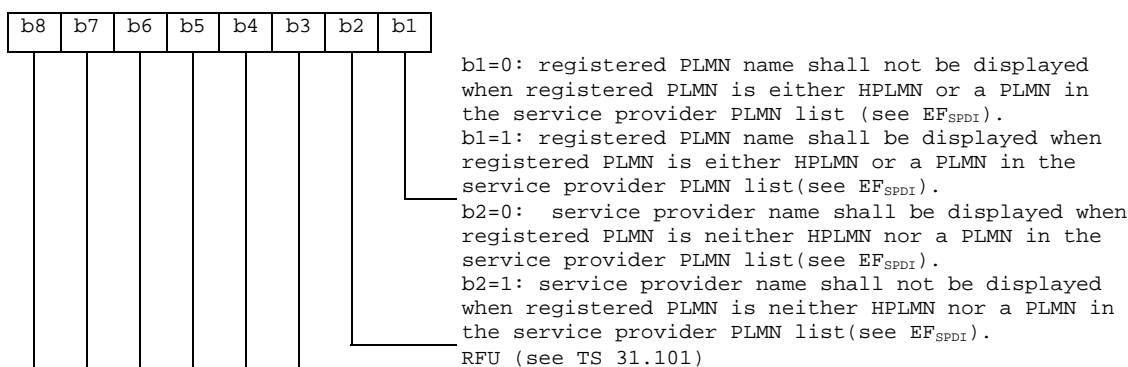 b8 b7 b6 b5 b4 b3 b2 b1
b1=0: registered PLMN name shall not be displayed
when registered PLMN is either HPLMN or a PLMN in
the service provider PLMN list (see EFSPDI).
b1=1: registered PLMN name shall be displayed when
registered PLMN is either HPLMN or a PLMN in the
service provider PLMN list(see EFSPDI).
b2=0: service provider name shall be displayed when
registered PLMN is neither HPLMN nor a PLMN in the
service provider PLMN list(see EFSPDI).
b2=1: service provider name shall not be displayed
when registered PLMN is neither HPLMN nor a PLMN in
the service provider PLMN list(see EFSPDI).
RFU (see TS 31.101)